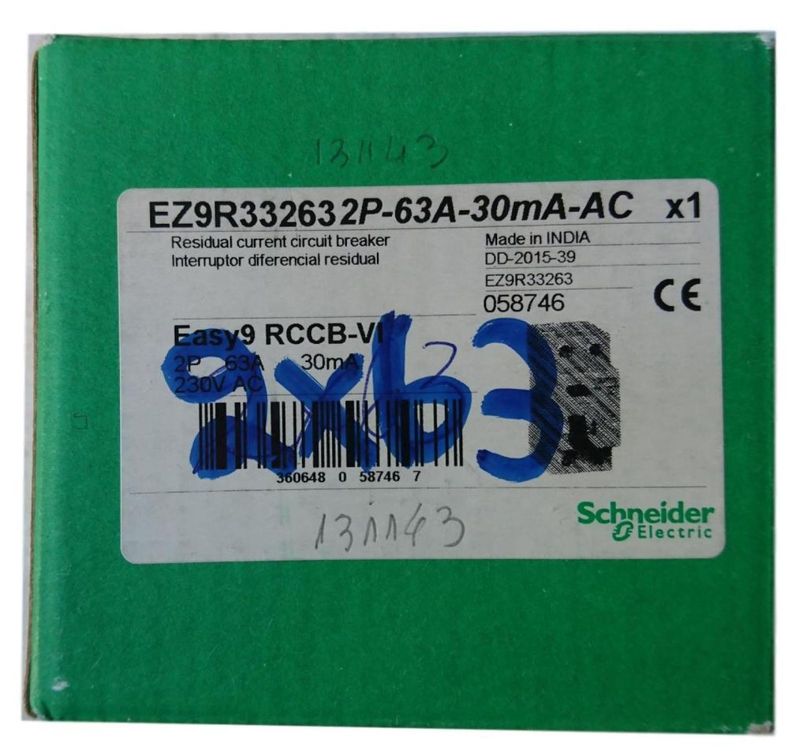 131143
EZ9R33263 2P-63A-30mA-AC x1
Residual current circuit breaker
Interruptor diferencial residual
Made in INDIA
DD-2015-39
EZ9R33263
058746
CE
Easy9 RCCB-VI
2P 63A 30mA
230V AC
2x63
360648 0 58746 7
131143
Schneider
Electric